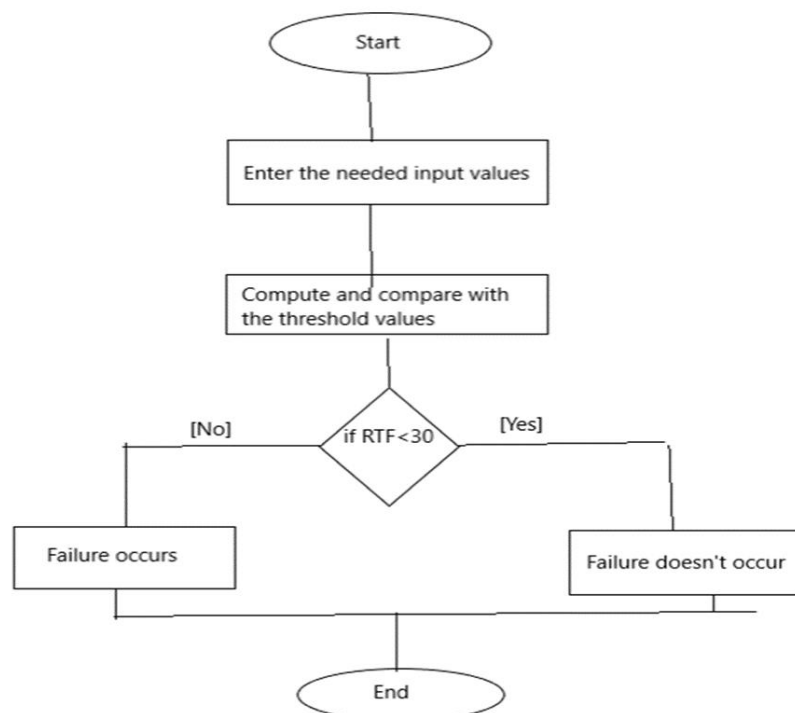 Start
Enter the needed input values
Compute and compare with
the threshold values
if RTF<30
[No]
[Yes]
Failure occurs
Failure doesn't occur
End